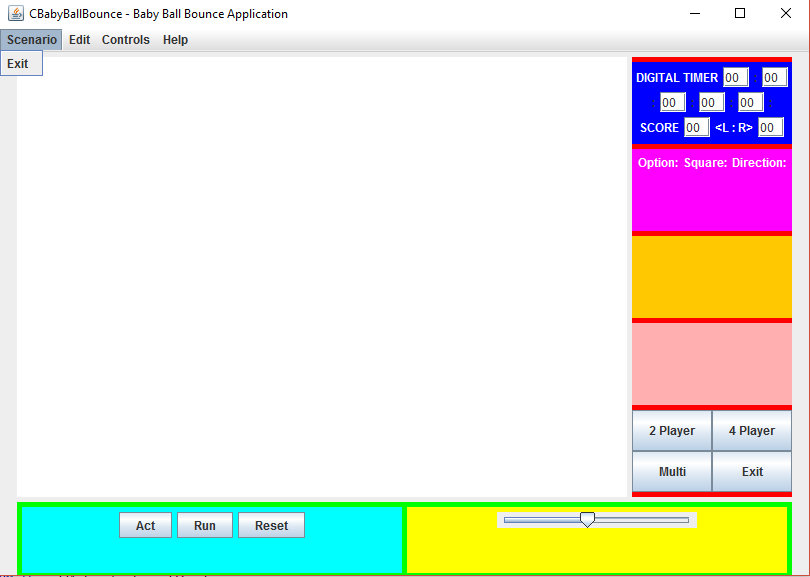 CBabyBallBounce - Baby Ball Bounce Application
Scenario Edit Controls Help
Exit
DIGITAL TIMER 00 : 00
: 00 : 00 : 00 :
SCORE 00 <L : R> 00
Option: Square: Direction:
2 Player 4 Player
Multi Exit
Act Run Reset